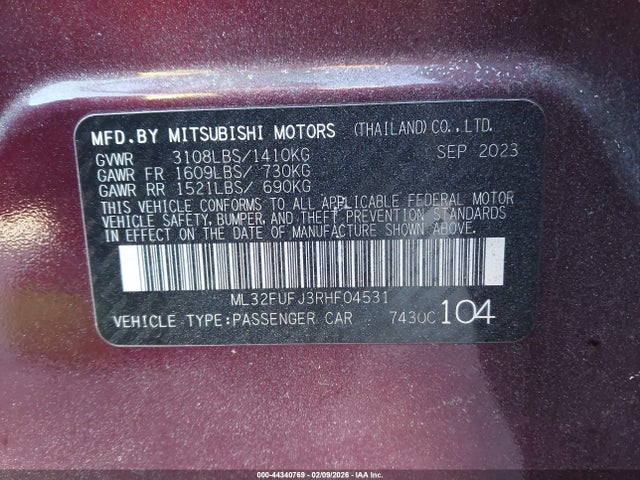 MFD.BY MITSUBISHI MOTORS (THAILAND)CO.,LTD.
GVWR 3108LBS/1410KG SEP 2023
GAWR FR 1609LBS/ 730KG
GAWR RR 1521LBS/ 690KG
THIS VEHICLE CONFORMS TO ALL APPLICABLE FEDERAL MOTOR
VEHICLE SAFETY, BUMPER, AND THEFT PREVENTION STANDARDS
IN EFFECT ON THE DATE OF MANUFACTURE SHOWN ABOVE.
ML32FUFJ3RHF04531
VEHICLE TYPE:PASSENGER CAR 7430C 104
000-44340769 - 02/09/2026 - IAA Corp.